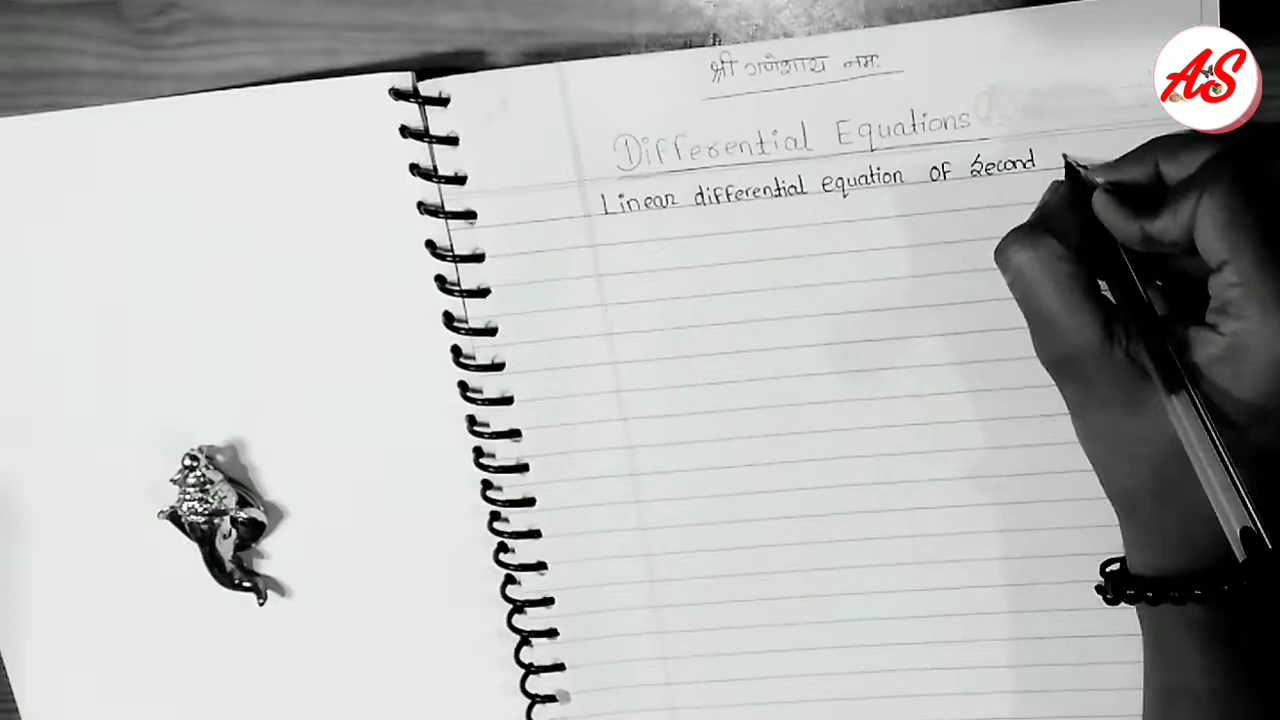 AS
श्री गणेशाय नमः
Differential Equations
Linear differential equation of second